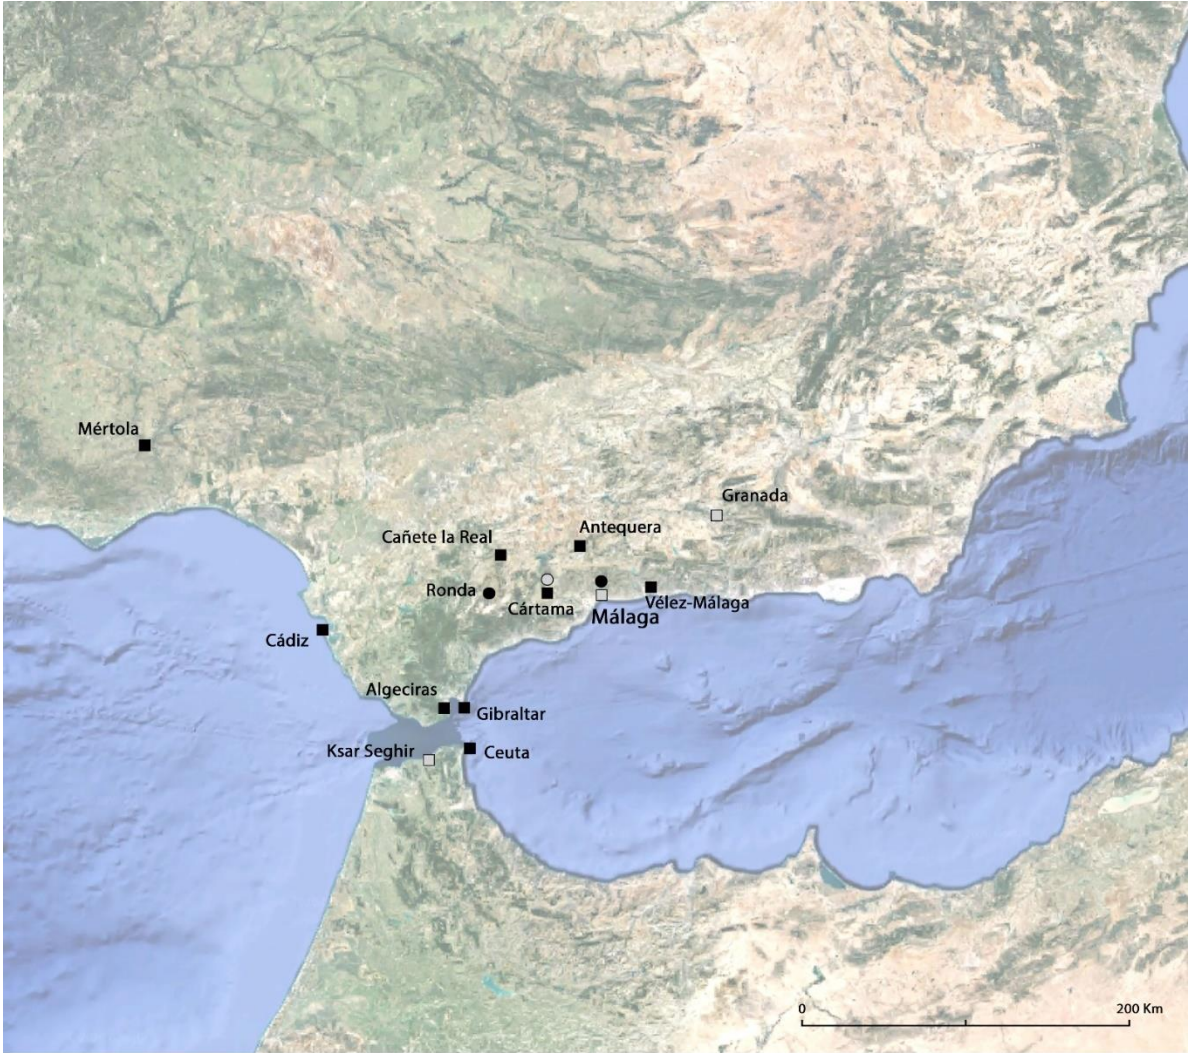 Mértola
Granada
Antequera
Cañete la Real
Ronda
Cártama
Vélez-Málaga
Málaga
Cádiz
Algeciras
Gibraltar
Ksar Seghir
Ceuta
0
200 Km